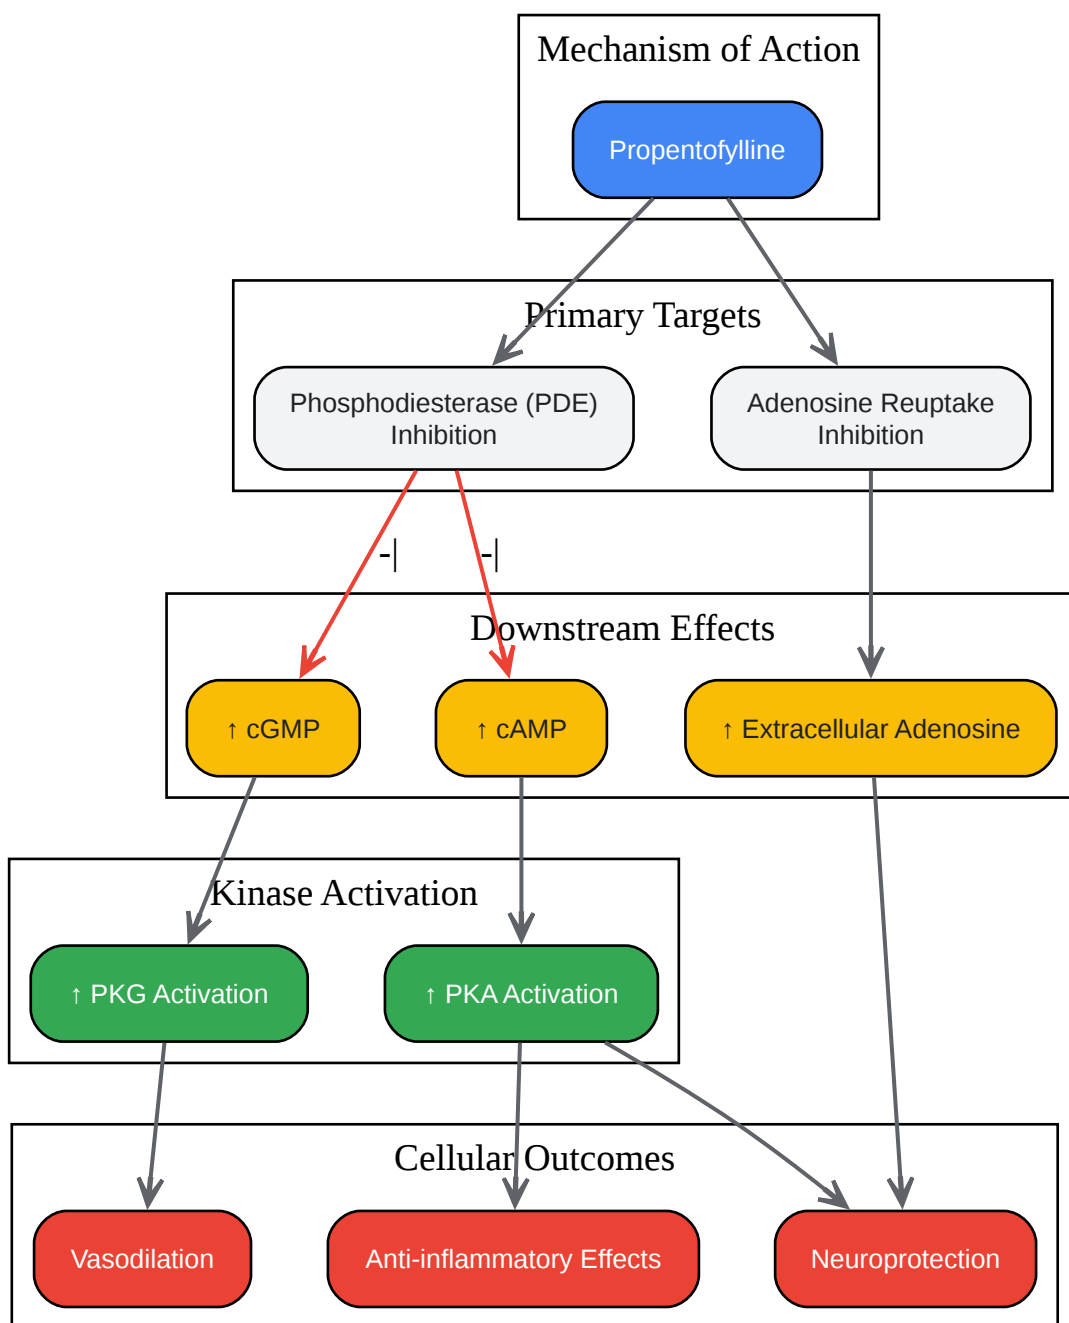 Mechanism of Action
Propentofylline
Primary Targets
Phosphodiesterase (PDE)
Inhibition
Adenosine Reuptake
Inhibition
-|
-|
Downstream Effects
↑ cGMP
↑ cAMP
↑ Extracellular Adenosine
Kinase Activation
↑ PKG Activation
↑ PKA Activation
Cellular Outcomes
Vasodilation
Anti-inflammatory Effects
Neuroprotection